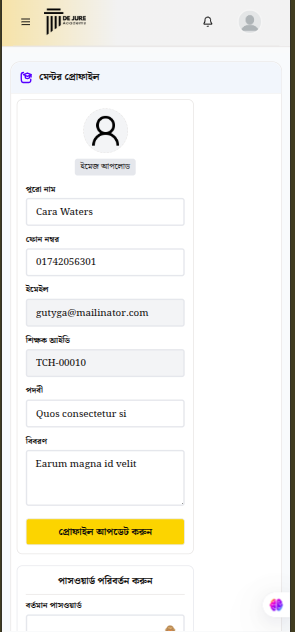 DE JURE
Academy
মেন্টর প্রোফাইল
ইমেজ আপলোড
পুরো নাম
Cara Waters
ফোন নম্বর
01742056301
ইমেইল
gutyga@mailinator.com
শিক্ষক আইডি
TCH-00010
পদবী
Quos consectetur si
বিবরণ
Earum magna id velit
প্রোফাইল আপডেট করুন
পাসওয়ার্ড পরিবর্তন করুন
বর্তমান পাসওয়ার্ড